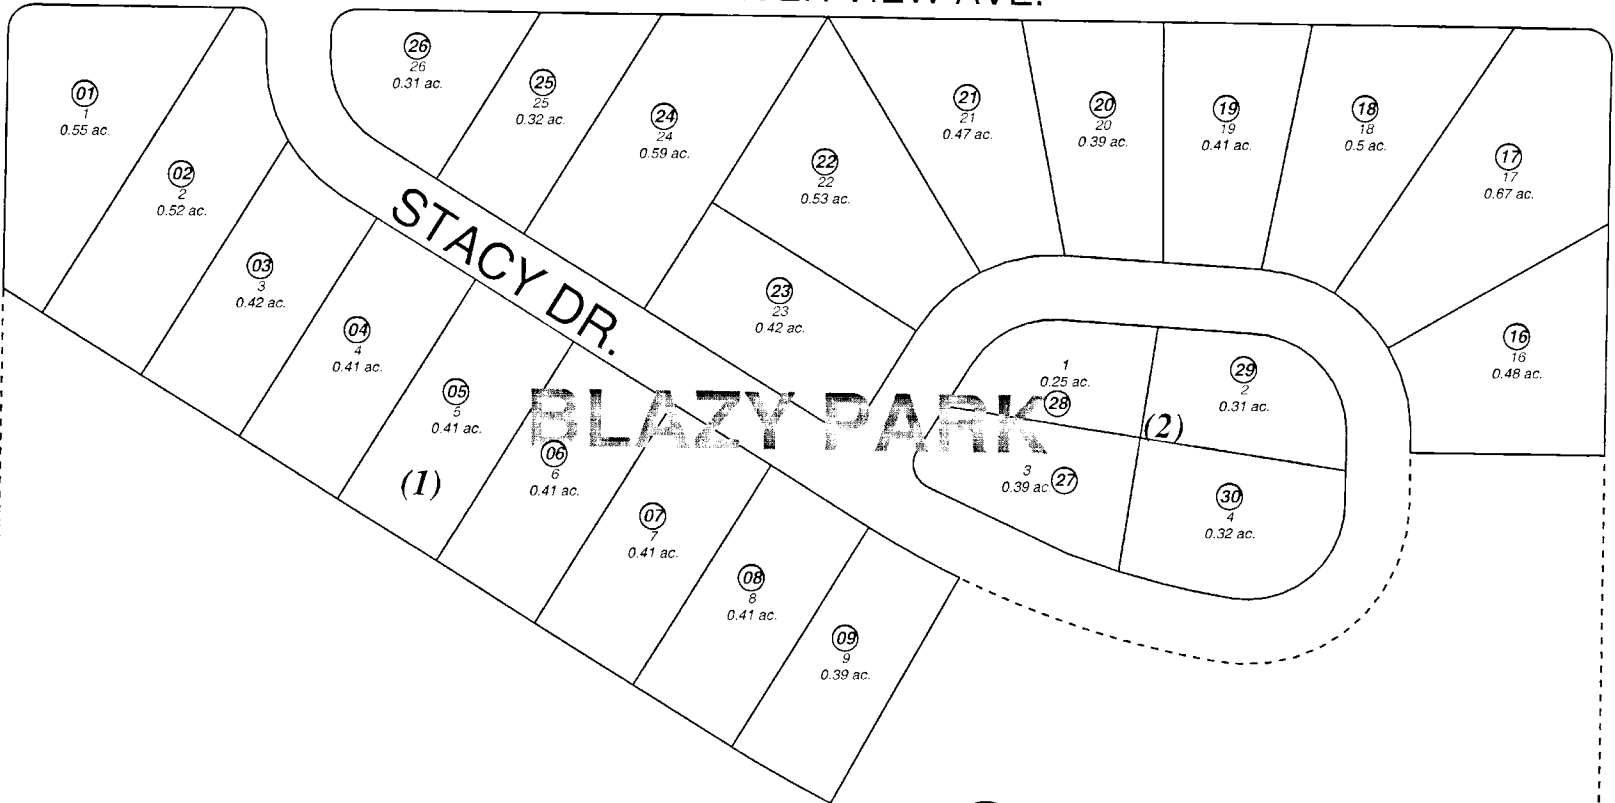 VIEW AVE.
26
26
0.31 ac.
25
25
0.32 ac.
24
24
0.59 ac.
01
1
0.55 ac.
02
2
0.52 ac.
03
3
0.42 ac.
04
4
0.41 ac.
05
5
0.41 ac.
06
6
0.41 ac.
07
7
0.41 ac.
08
8
0.41 ac.
09
9
0.39 ac.
STACY DR.
BLAZY PARK
(1)
22
22
0.53 ac.
23
23
0.42 ac.
21
21
0.47 ac.
20
20
0.39 ac.
19
19
0.41 ac.
18
18
0.5 ac.
17
17
0.67 ac.
16
16
0.48 ac.
1
0.25 ac.
28
29
2
0.31 ac.
(2)
3
0.39 ac
27
30
4
0.32 ac.